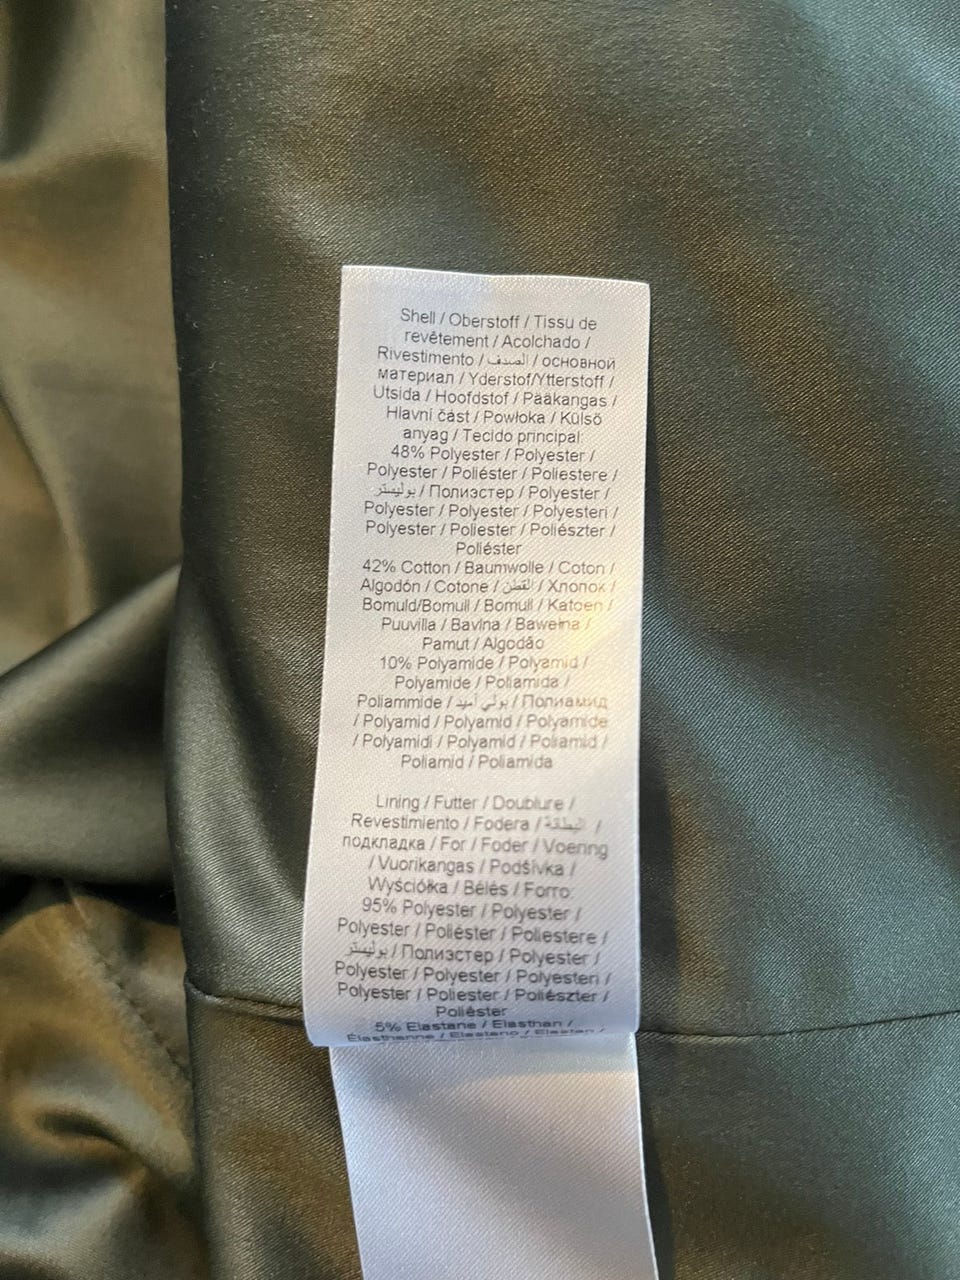 Shell / Oberstoff / Tissu de
revêtement / Acolchado /
Rivestimento / الصدف / основной
материал / Yderstof/Ytterstoff /
Utsida / Hoofdstof / Pääkangas /
Hlavní část / Powłoka / Külső
anyag / Tecido principal:
48% Polyester / Polyester /
Polyester / Poliéster / Poliestere /
بوليستر / Полиэстер / Polyester /
Polyester / Polyester / Polyesteri /
Polyester / Poliester / Poliészter /
Poliéster
42% Cotton / Baumwolle / Coton /
Algodón / Cotone / القطن / Хлопок /
Bomuld/Bomull / Bomull / Katoen /
Puuvilla / Bavlna / Bawełna /
Pamut / Algodão
10% Polyamide / Polyamid /
Polyamide / Poliamida /
Poliammide / بولي أميد / Полиамид
/ Polyamid / Polyamid / Polyamide
/ Polyamidi / Polyamid / Poliamid /
Poliamid / Poliamida
Lining / Futter / Doublure /
Revestimiento / Fodera / البطانة /
подкладка / For / Foder / Voering
/ Vuorikangas / Podšívka /
Wyściółka / Bélés / Forro:
95% Polyester / Polyester /
Polyester / Poliéster / Poliestere /
بوليستر / Полиэстер / Polyester /
Polyester / Polyester / Polyesteri /
Polyester / Poliester / Poliészter /
Poliéster
5% Elastane / Elasthan /
Élasthanne / Elastano / Elastan /